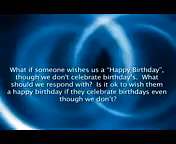 What if someone wishes us a "Happy Birthday",
though we don't celebrate birthday's. What
should we respond with? Is it ok to wish them
a happy birthday if they celebrate birthdays even
though we don't?